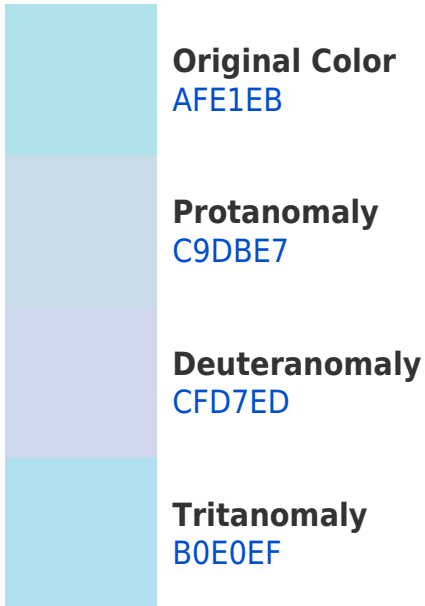 Original Color
AFE1EB
Protanomaly
C9DBE7
Deuteranomaly
CFD7ED
Tritanomaly
B0E0EF